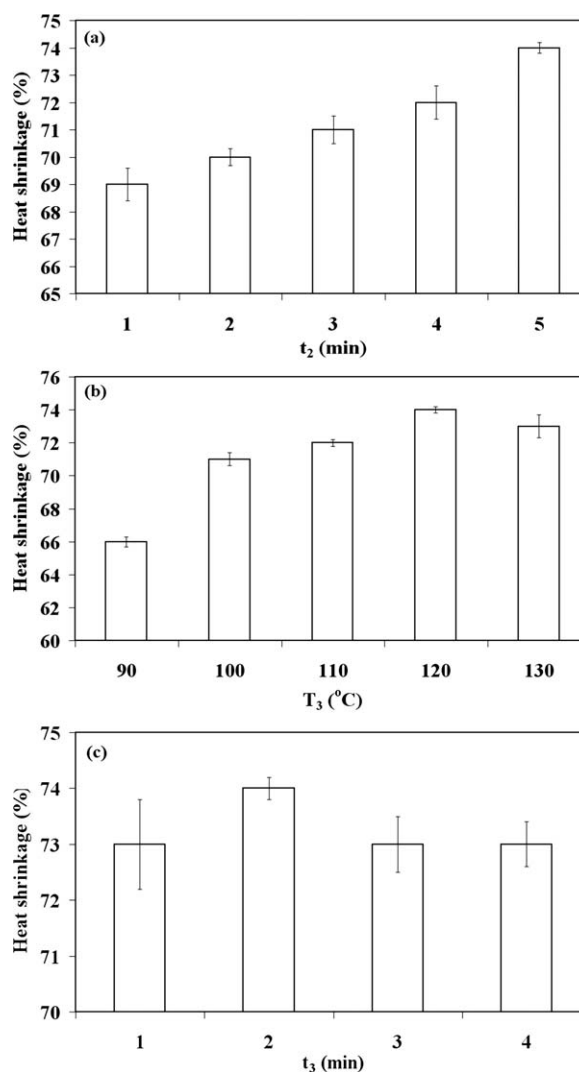 (a)
Heat shrinkage (%)
75
74
73
72
71
70
69
68
67
66
65
1 2 3 4 5
t₂ (min)
(b)
Heat shrinkage (%)
76
74
72
70
68
66
64
62
60
90 100 110 120 130
T₃ (°C)
(c)
Heat shrinkage (%)
75
74
73
72
71
70
1 2 3 4
t₃ (min)